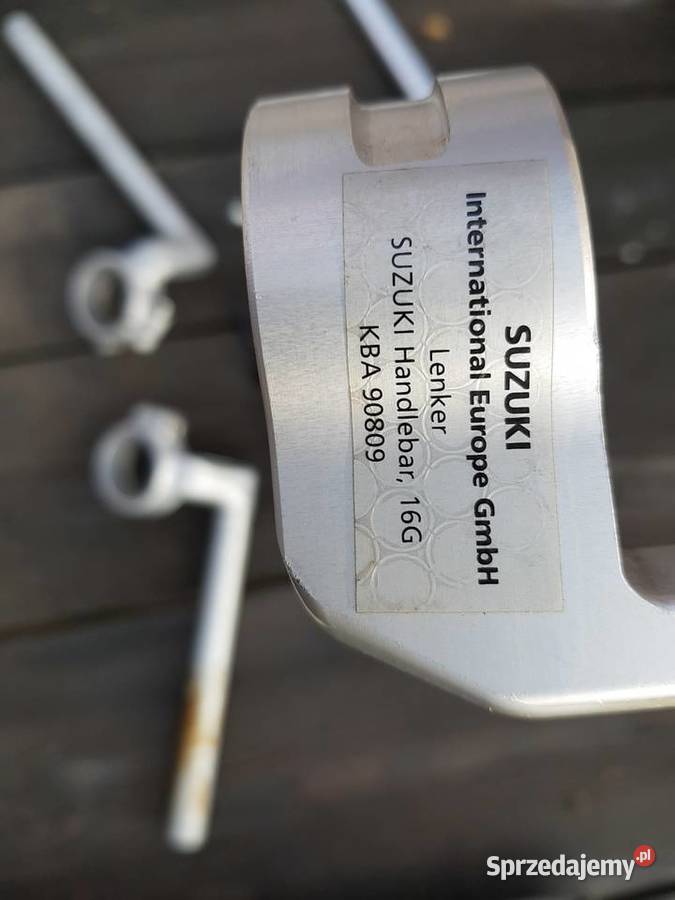 SUZUKI
International Europe GmbH
Lenker
SUZUKI Handlebar, 16G
KBA 90809
Sprzedajemy.pl